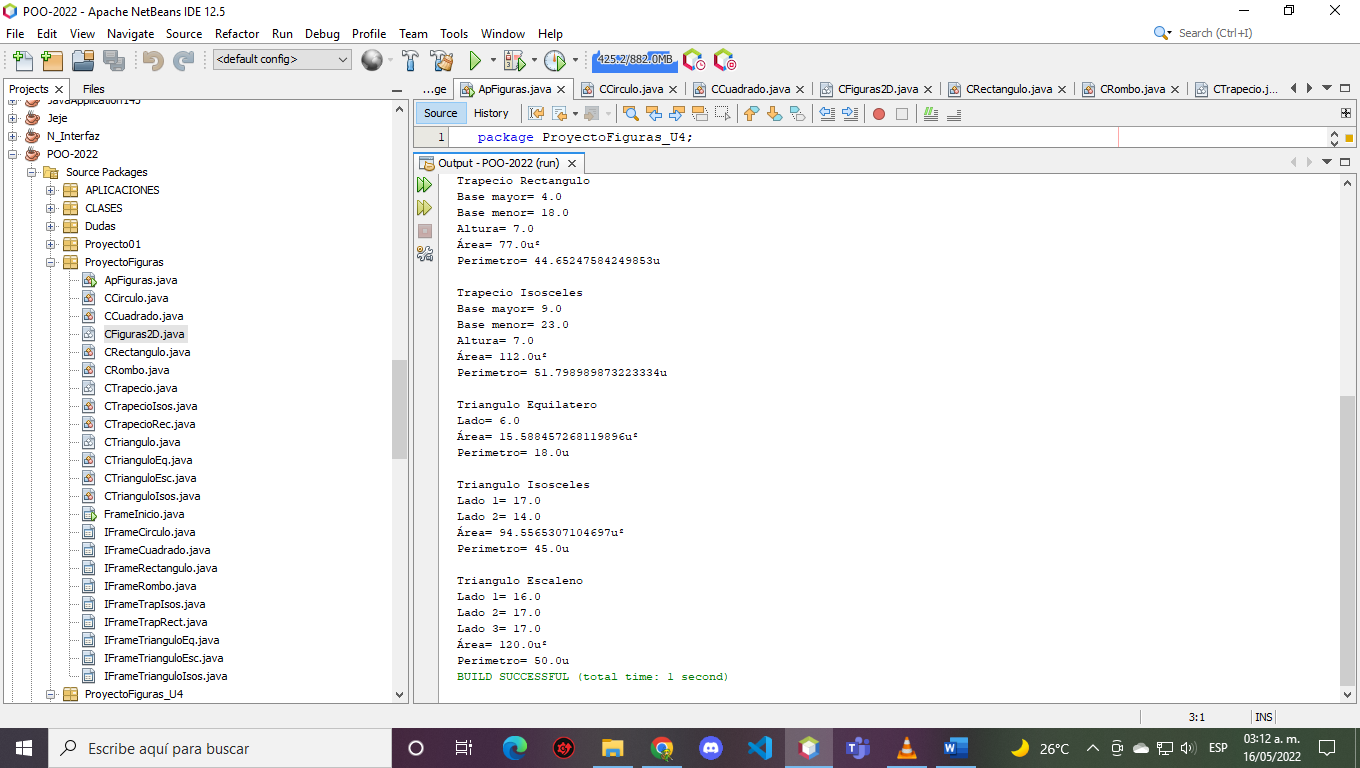 POO-2022 - Apache NetBeans IDE 12.5
File Edit View Navigate Source Refactor Run Debug Profile Team Tools Window Help
Search (Ctrl+I)
<default config>
425.2/882.0MB
Projects
Files
...ge
ApFiguras.java
CCirculo.java
CCuadrado.java
CFiguras2D.java
CRectangulo.java
CRombo.java
CTrapecio.j...
Source
History
1 package ProyectoFiguras_U4;
JavaApplication145
Jeje
N_Interfaz
POO-2022
Source Packages
APLICACIONES
CLASES
Dudas
Proyecto01
ProyectoFiguras
ApFiguras.java
CCirculo.java
CCuadrado.java
CFiguras2D.java
CRectangulo.java
CRombo.java
CTrapecio.java
CTrapecioIsos.java
CTrapecioRec.java
CTriangulo.java
CTrianguloEq.java
CTrianguloEsc.java
CTrianguloIsos.java
FrameInicio.java
IFrameCirculo.java
IFrameCuadrado.java
IFrameRectangulo.java
IFrameRombo.java
IFrameTrapIsos.java
IFrameTrapRect.java
IFrameTrianguloEq.java
IFrameTrianguloEsc.java
IFrameTrianguloIsos.java
ProyectoFiguras_U4
Output - POO-2022 (run)
Trapecio Rectangulo
Base mayor= 4.0
Base menor= 18.0
Altura= 7.0
Área= 77.0u²
Perimetro= 44.65247584249853u
Trapecio Isosceles
Base mayor= 9.0
Base menor= 23.0
Altura= 7.0
Área= 112.0u²
Perimetro= 51.798989873223334u
Triangulo Equilatero
Lado= 6.0
Área= 15.588457268119896u²
Perimetro= 18.0u
Triangulo Isosceles
Lado 1= 17.0
Lado 2= 14.0
Área= 94.5565307104697u²
Perimetro= 45.0u
Triangulo Escaleno
Lado 1= 16.0
Lado 2= 17.0
Lado 3= 17.0
Área= 120.0u²
Perimetro= 50.0u
BUILD SUCCESSFUL (total time: 1 second)
3:1
INS
Escribe aquí para buscar
26°C
ESP
03:12 a. m.
16/05/2022